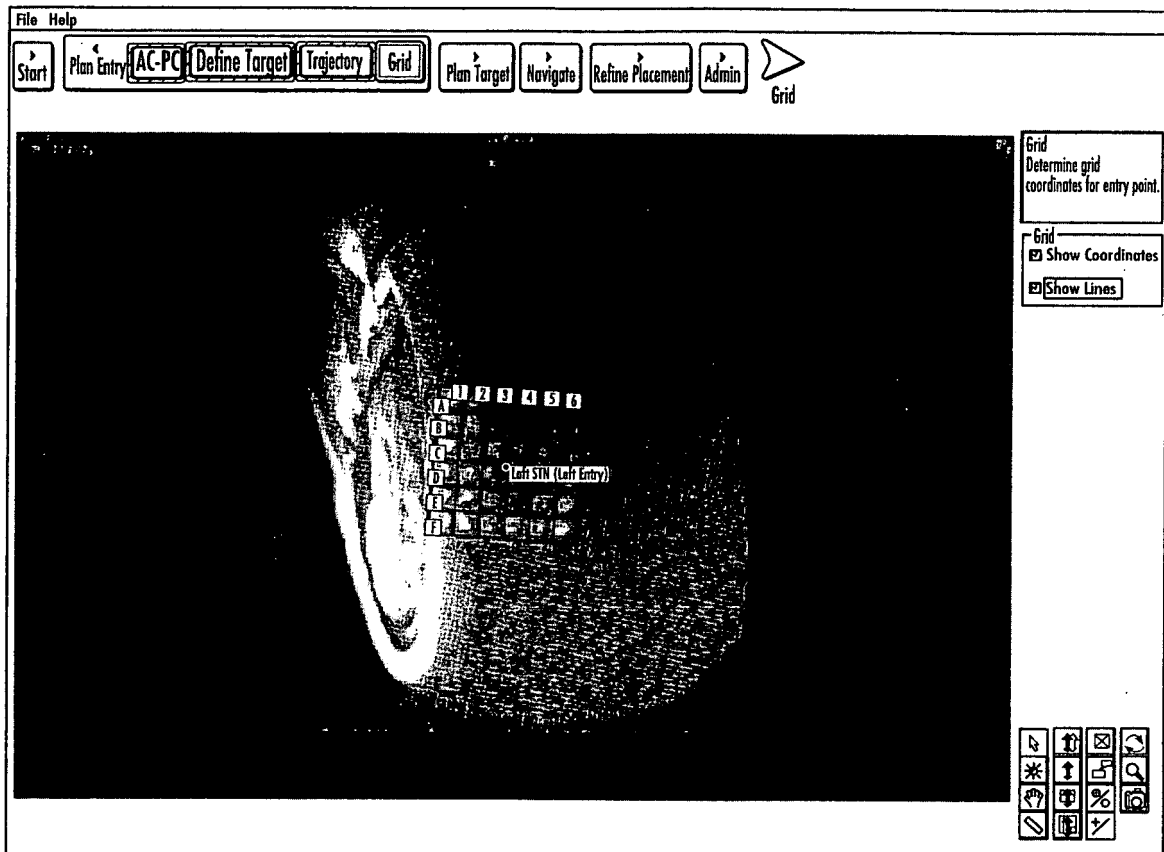 File Help
Start
Plan Entry
AC-PC
Define Target
Trajectory
Grid
Plan Target
Navigate
Refine Placement
Admin
Grid
Grid
Determine grid
coordinates for entry point.
Grid
Show Coordinates
Show Lines
1 2 3 4 5 6
A
B
C
Left STN (Left Entry)
D
E
F